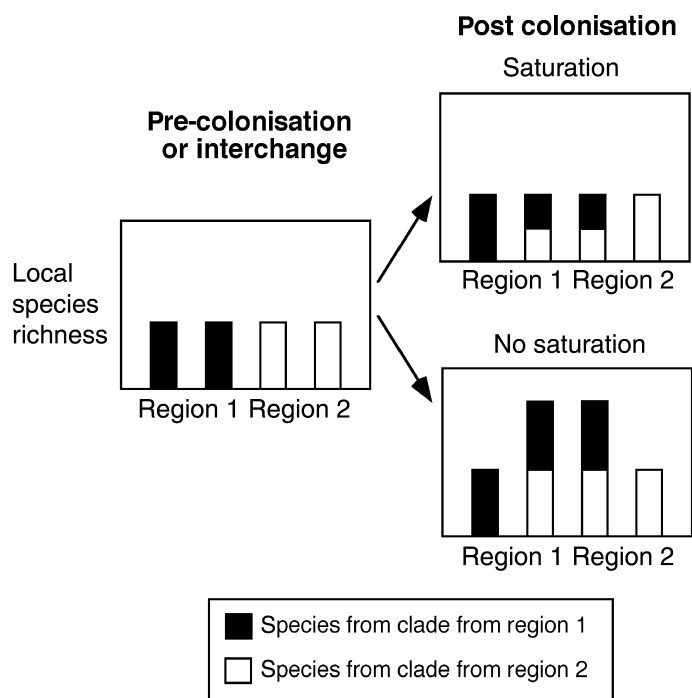 Post colonisation
Saturation
Pre-colonisation
or interchange
Region 1 Region 2
Local
species
richness
Region 1 Region 2
No saturation
Region 1 Region 2
Species from clade from region 1
Species from clade from region 2